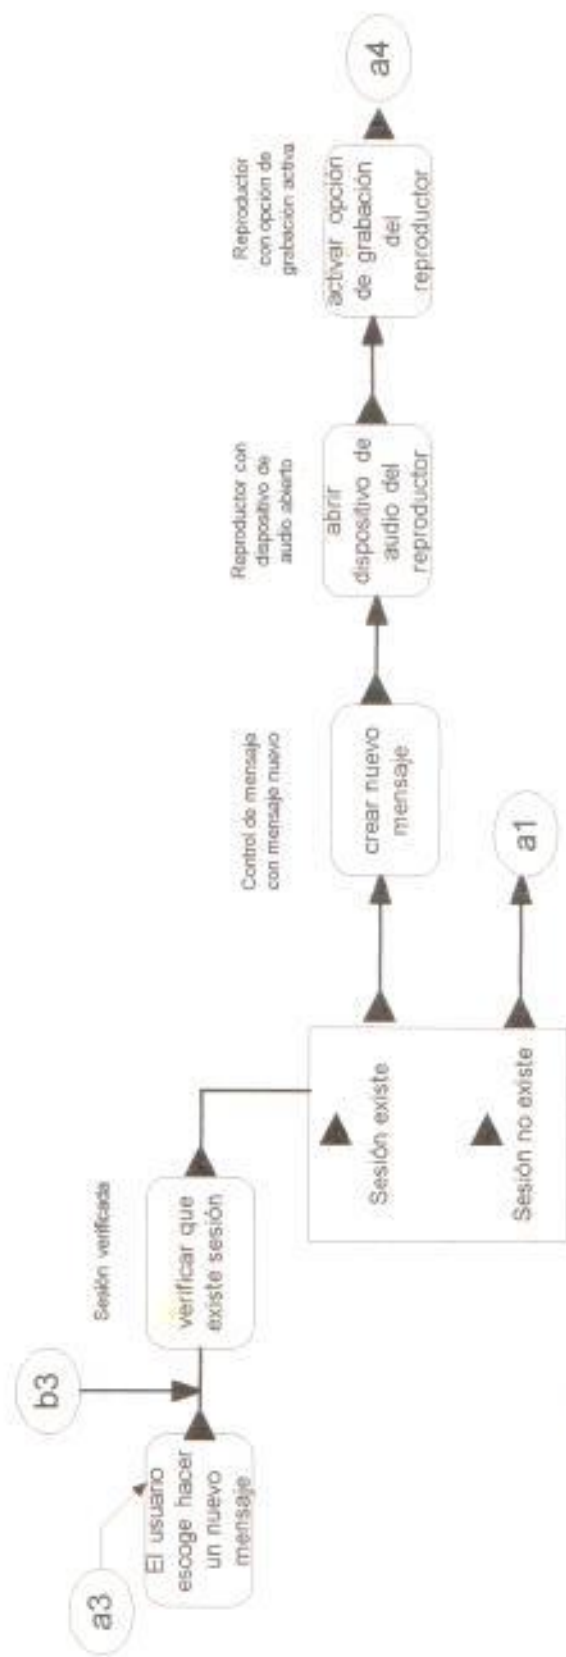 a3
El usuario
escoge hacer
un nuevo
mensaje
b3
Sesión verificada
verificar que
existe sesión
Sesión existe
Sesión no existe
a1
Control de mensaje
con mensaje nuevo
crear nuevo
mensaje
Reproductor con
dispositivo de
audio abierto
abrir
dispositivo de
audio del
reproductor
Reproductor
con opción de
grabación activa
activar opción
de grabación
del
reproductor
a4